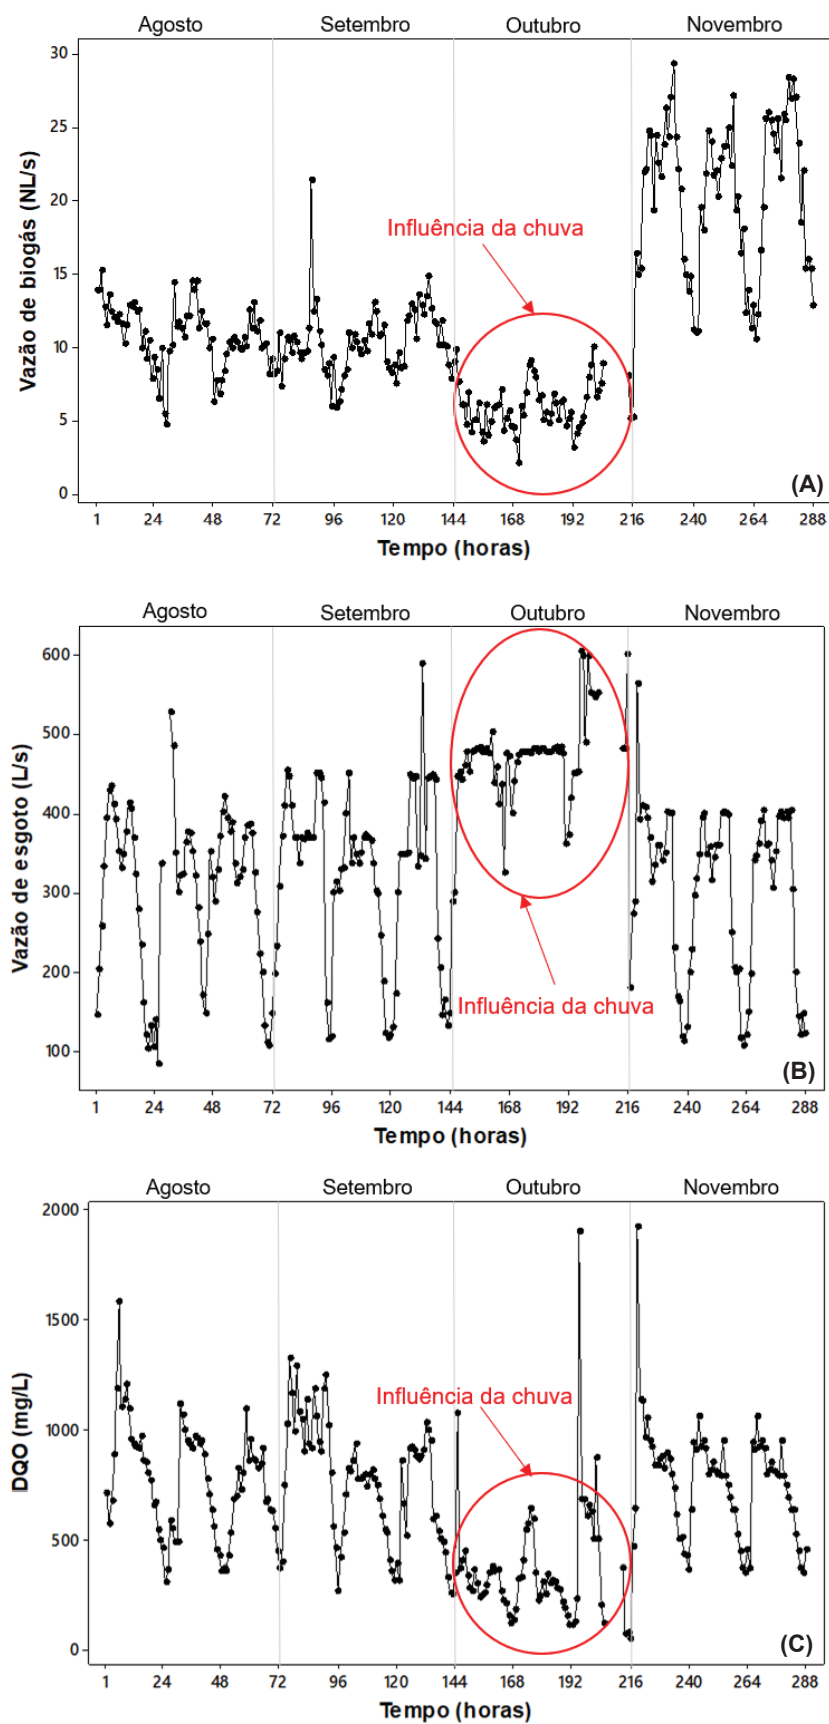 Agosto Setembro Outubro Novembro
30
25
20
15
10
5
0
Vazão de biogás (NL/s)
Influência da chuva
(A)
1 24 48 72 96 120 144 168 192 216 240 264 288
Tempo (horas)
Agosto Setembro Outubro Novembro
600
500
400
300
200
100
Vazão de esgoto (L/s)
Influência da chuva
(B)
1 24 48 72 96 120 144 168 192 216 240 264 288
Tempo (horas)
Agosto Setembro Outubro Novembro
2000
1500
1000
500
0
DQO (mg/L)
Influência da chuva
(C)
1 24 48 72 96 120 144 168 192 216 240 264 288
Tempo (horas)